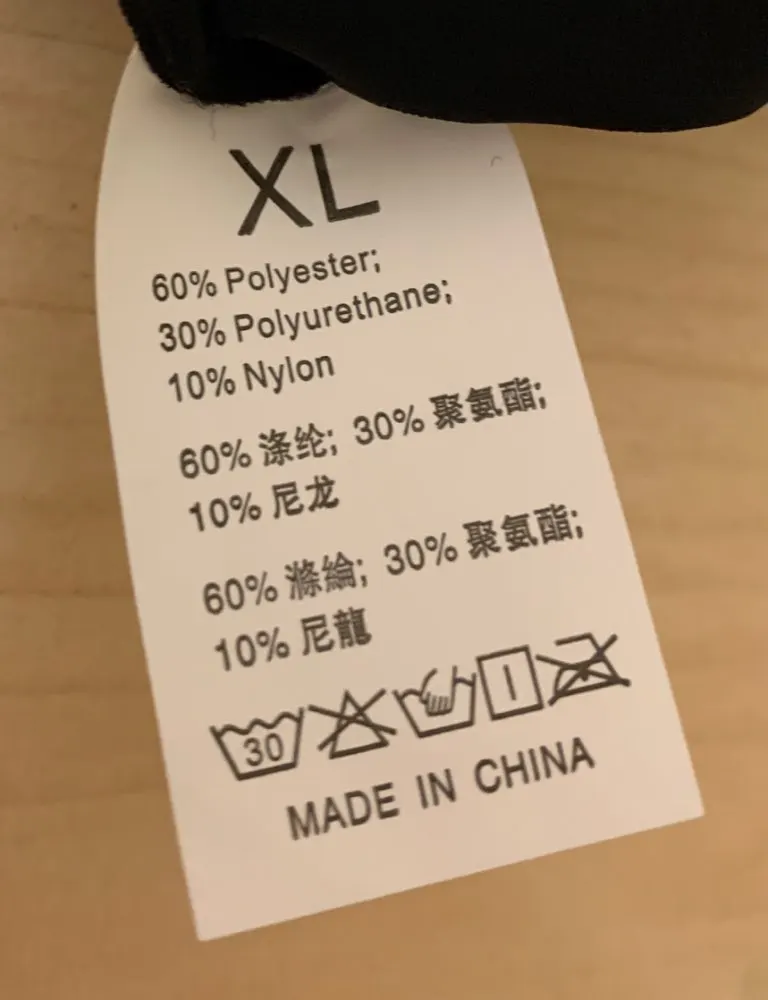 XL
60% Polyester;
30% Polyurethane;
10% Nylon
60% 涤纶; 30% 聚氨酯;
10% 尼龙
60% 滌綸; 30% 聚氨酯;
10% 尼龍
30
MADE IN CHINA